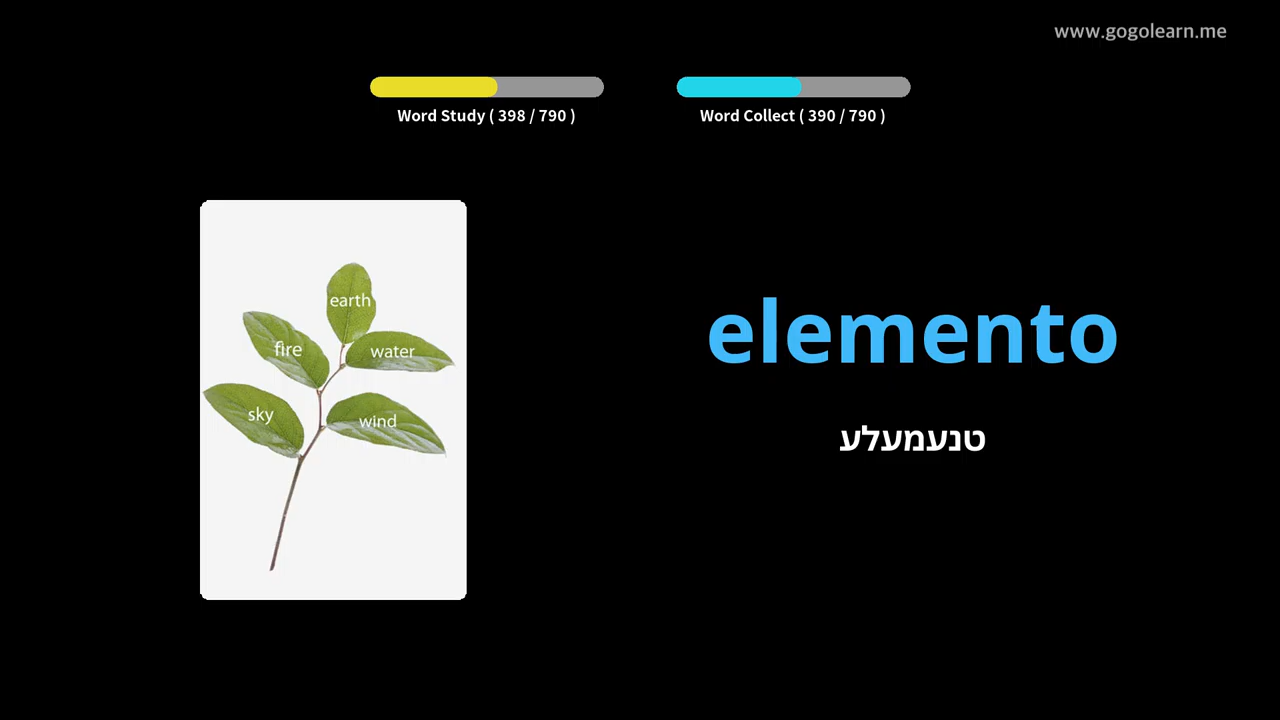 www.gogolearn.me
Word Study ( 398 / 790 )
Word Collect ( 390 / 790 )
earth
fire
water
sky
wind
elemento
טנעמעלע